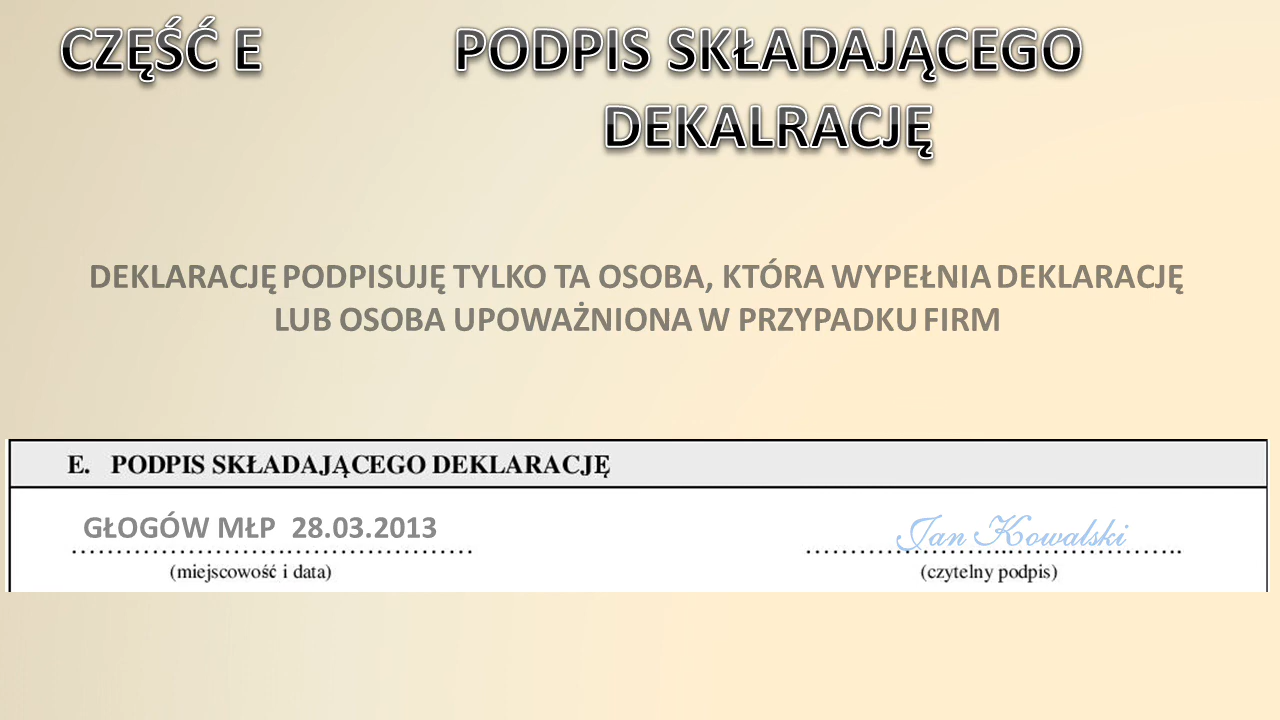 CZĘŚĆ E PODPIS SKŁADAJĄCEGO
DEKALRACJĘ
DEKLARACJĘ PODPISUJĘ TYLKO TA OSOBA, KTÓRA WYPEŁNIA DEKLARACJĘ
LUB OSOBA UPOWAŻNIONA W PRZYPADKU FIRM
E. PODPIS SKŁADAJĄCEGO DEKLARACJĘ
GŁOGÓW MŁP 28.03.2013 Jan Kowalski
(miejscowość i data) (czytelny podpis)